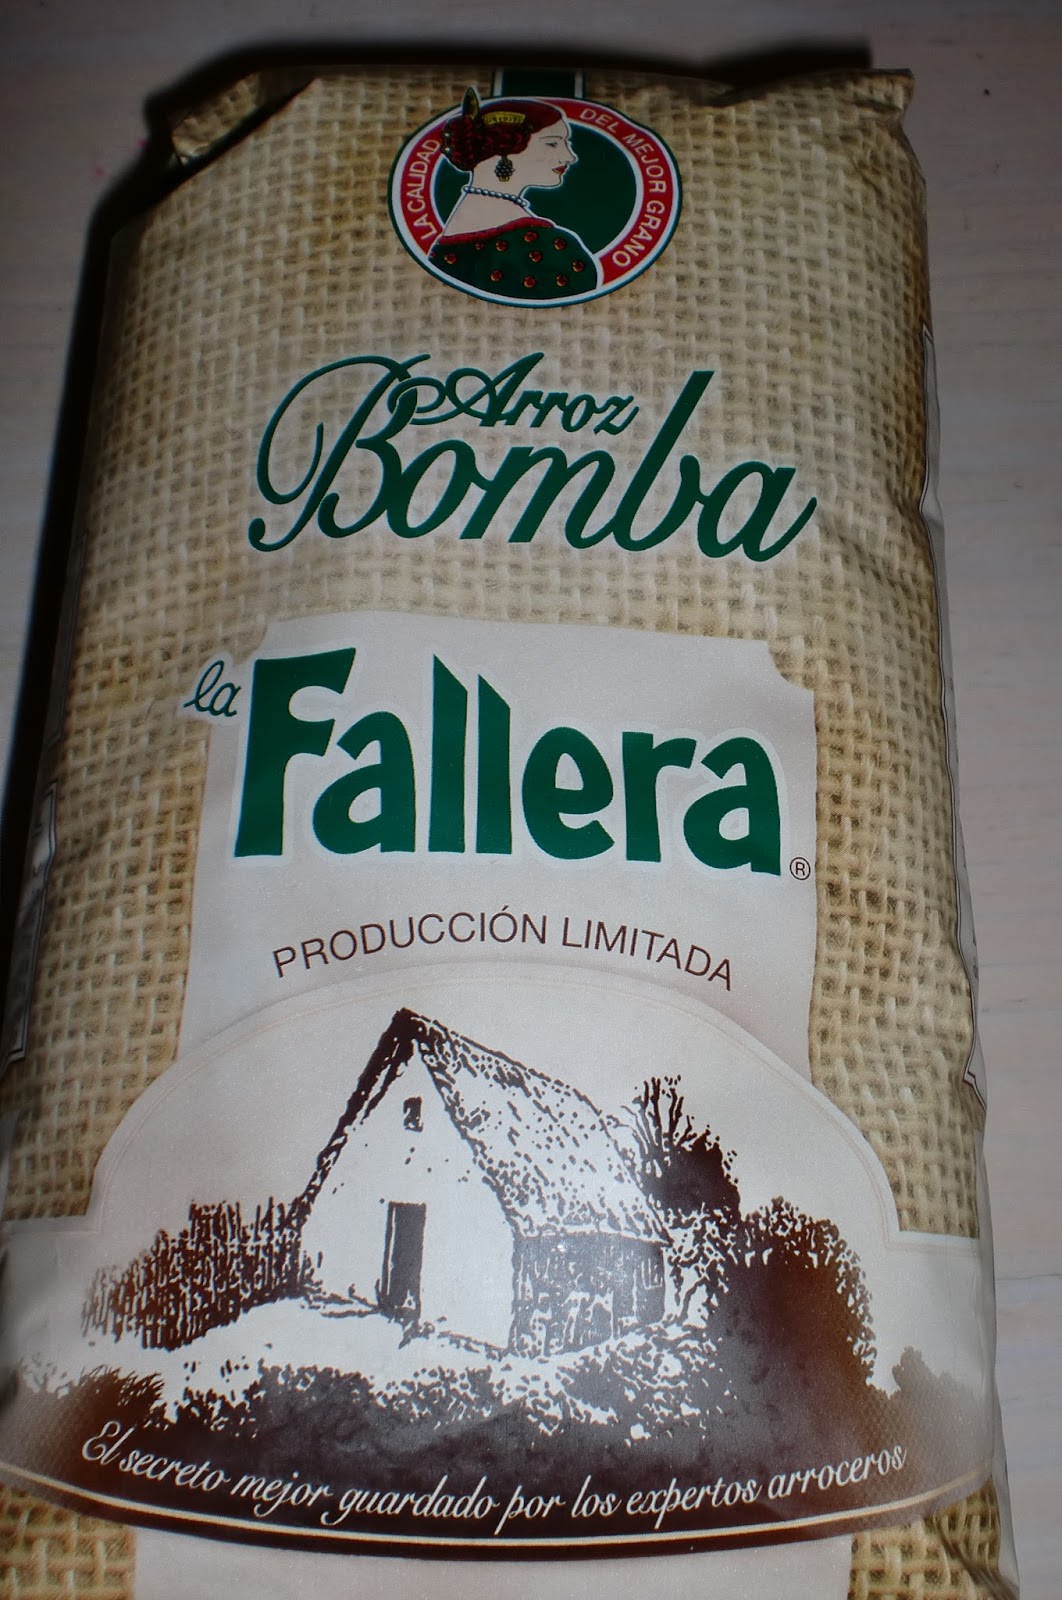 LA CALIDAD DEL MEJOR GRANO
Arroz
Bomba
la Fallera®
PRODUCCIÓN LIMITADA
El secreto mejor guardado por los expertos arroceros